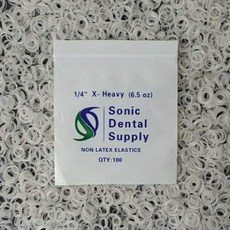 1/4" X- Heavy (6.5 oz)
Sonic
Dental
Supply
NON LATEX ELASTICS
QTY:100